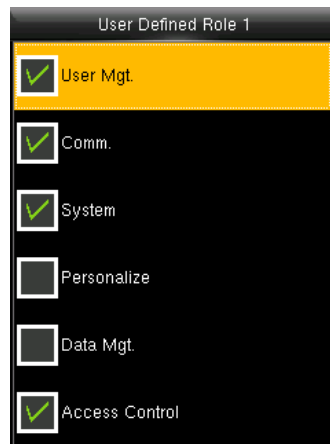 User Defined Role 1
User Mgt.
Comm.
System
Personalize
Data Mgt.
Access Control